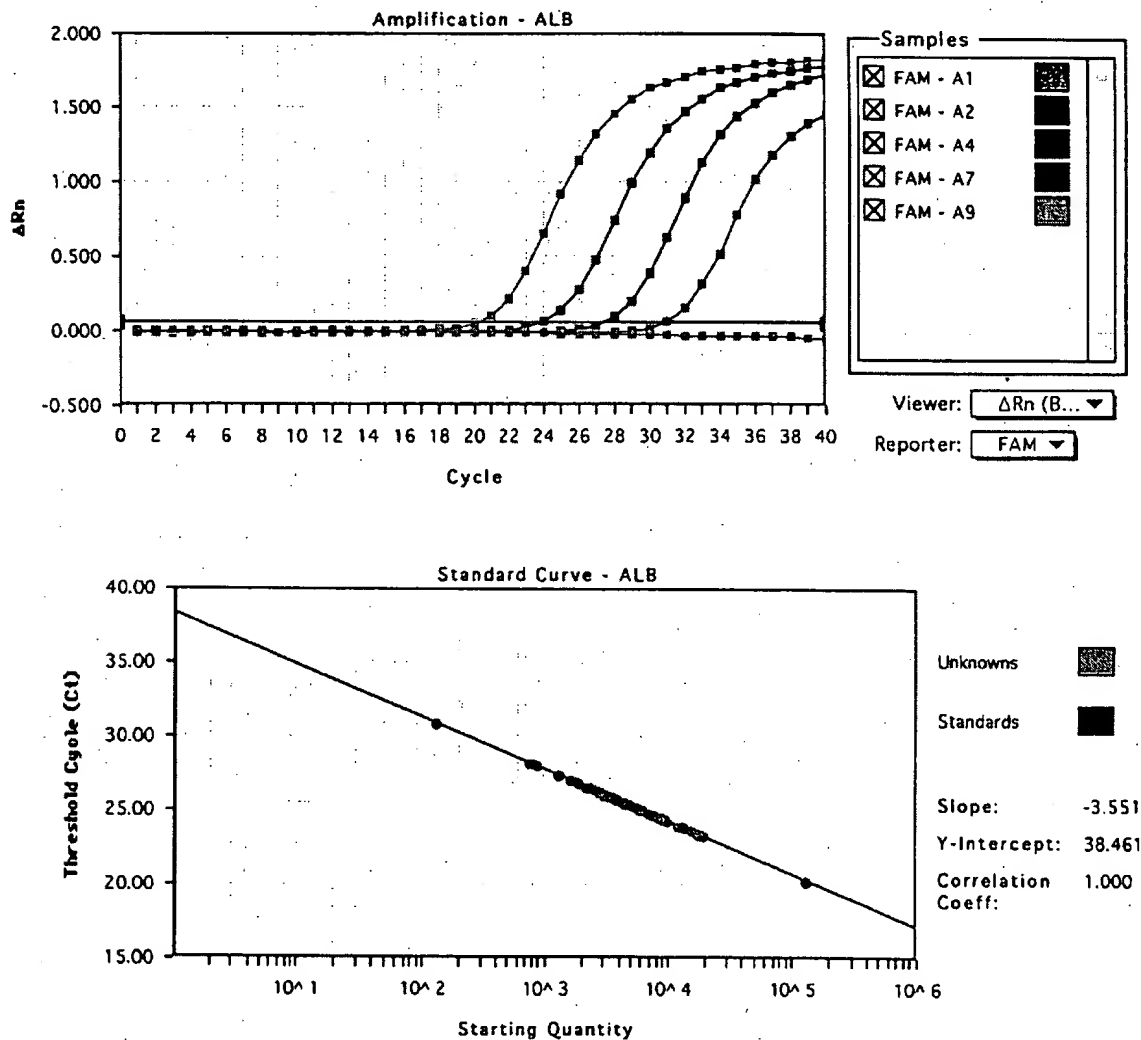 Amplification - ALB
2.000
1.500
1.000
0.500
0.000
-0.500
ΔRn
0 2 4 6 8 10 12 14 16 18 20 22 24 26 28 30 32 34 36 38 40
Cycle
Samples
FAM - A1
FAM - A2
FAM - A4
FAM - A7
FAM - A9
Viewer: ΔRn (B...
Reporter: FAM
Standard Curve - ALB
40.00
35.00
30.00
25.00
20.00
15.00
Threshold Cycle (Ct)
10^1 10^2 10^3 10^4 10^5 10^6
Starting Quantity
Unknowns
Standards
Slope: -3.551
Y-Intercept: 38.461
Correlation 1.000
Coeff: